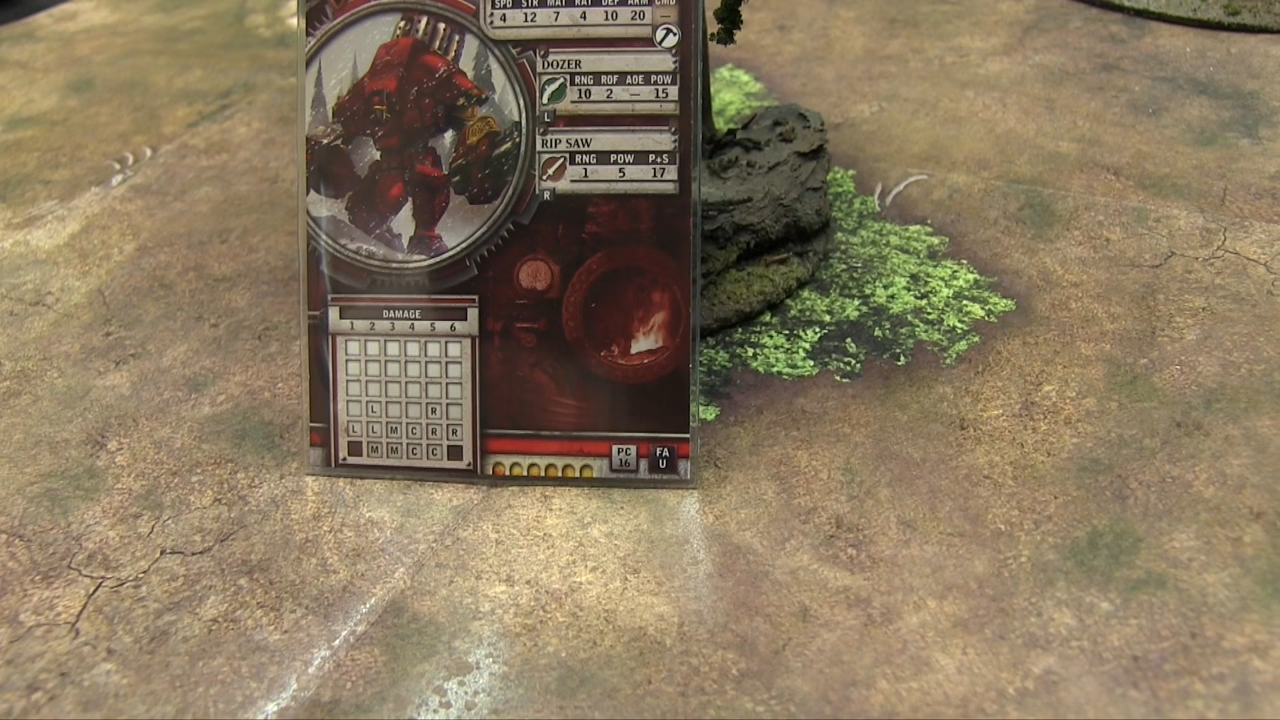 SPD STR MAT RAT DEF ARM CMD
4 12 7 4 10 20 —
DOZER
RNG ROF AOE POW
10 2 — 15
L
RIP SAW
RNG POW P+S
1 5 17
R
DAMAGE
1 2 3 4 5 6
L R
L L M C R R
M M C C
PC
16
FA
U